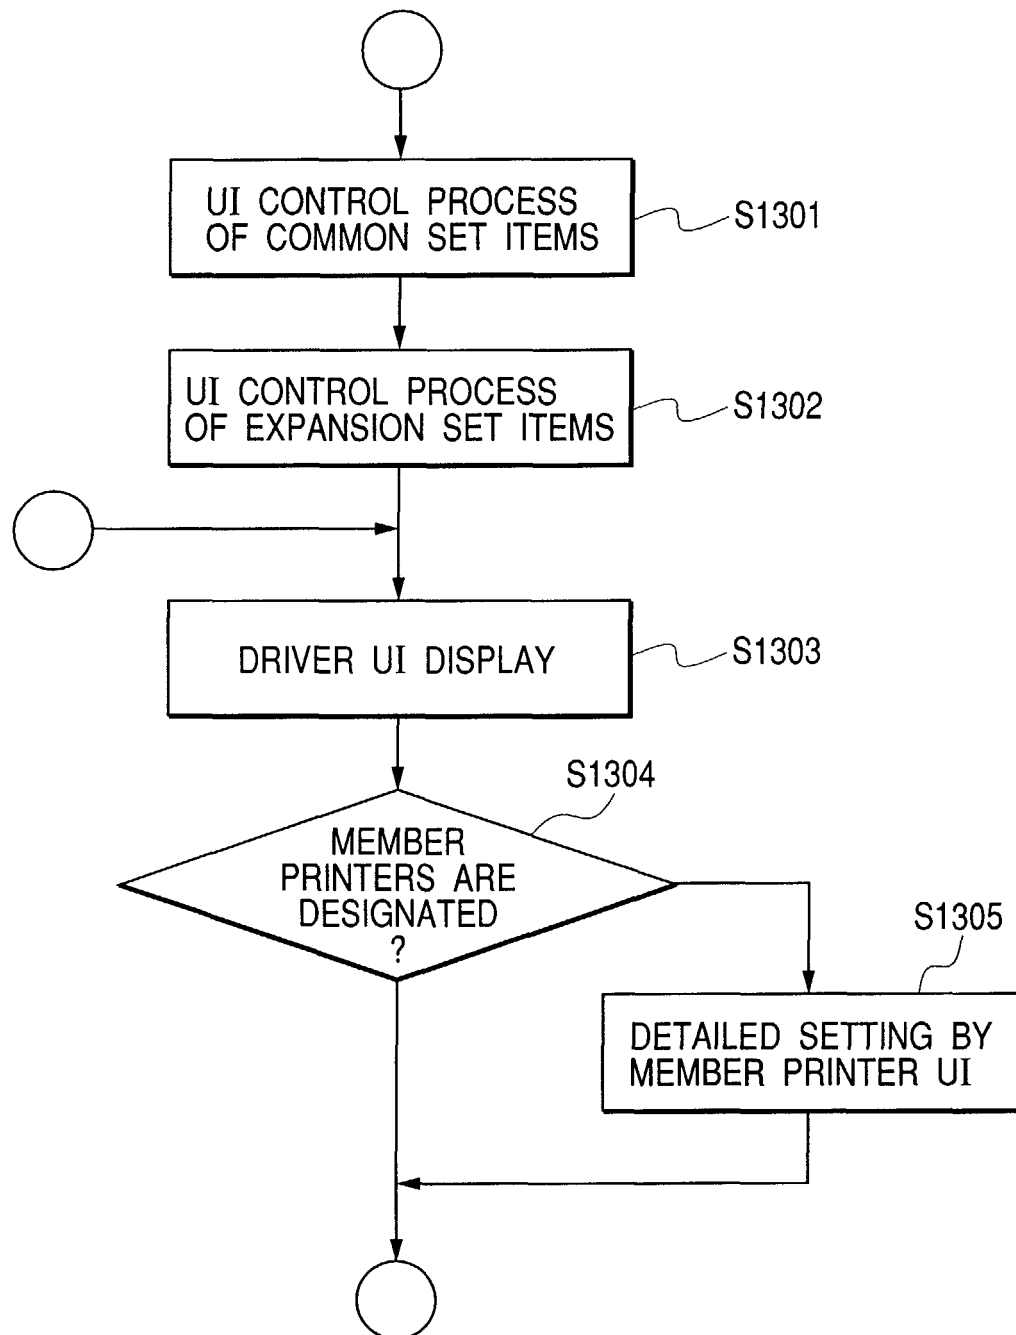 UI CONTROL PROCESS
OF COMMON SET ITEMS
S1301
UI CONTROL PROCESS
OF EXPANSION SET ITEMS
S1302
DRIVER UI DISPLAY
S1303
S1304
MEMBER
PRINTERS ARE
DESIGNATED
?
S1305
DETAILED SETTING BY
MEMBER PRINTER UI